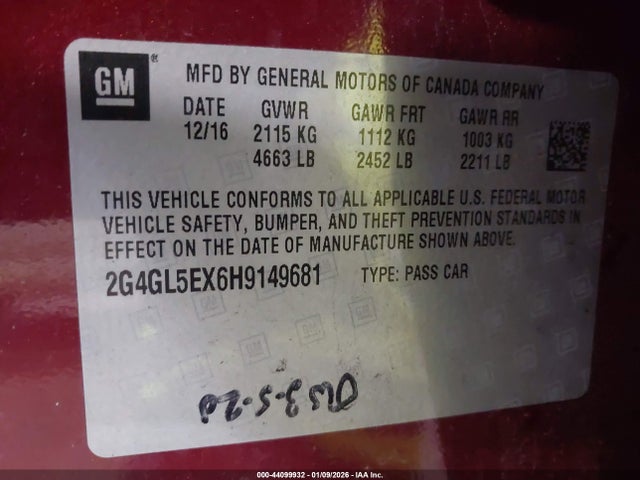 GM ®
MFD BY GENERAL MOTORS OF CANADA COMPANY
DATE GVWR GAWR FRT GAWR RR
12/16 2115 KG 1112 KG 1003 KG
4663 LB 2452 LB 2211 LB
THIS VEHICLE CONFORMS TO ALL APPLICABLE U.S. FEDERAL MOTOR
VEHICLE SAFETY, BUMPER, AND THEFT PREVENTION STANDARDS IN
EFFECT ON THE DATE OF MANUFACTURE SHOWN ABOVE.
2G4GL5EX6H9149681 TYPE: PASS CAR
000-44099932 - 01/09/2026 - IAA Inc.